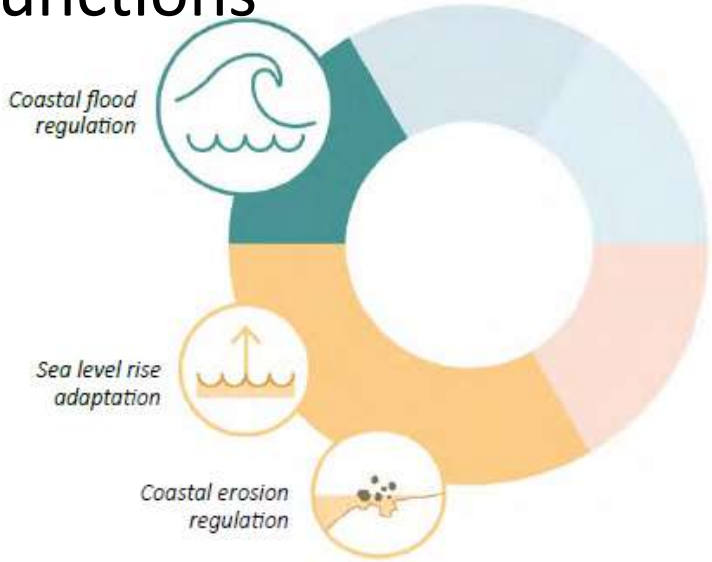 unctions
Coastal flood
regulation
Sea level rise
adaptation
Coastal erosion
regulation